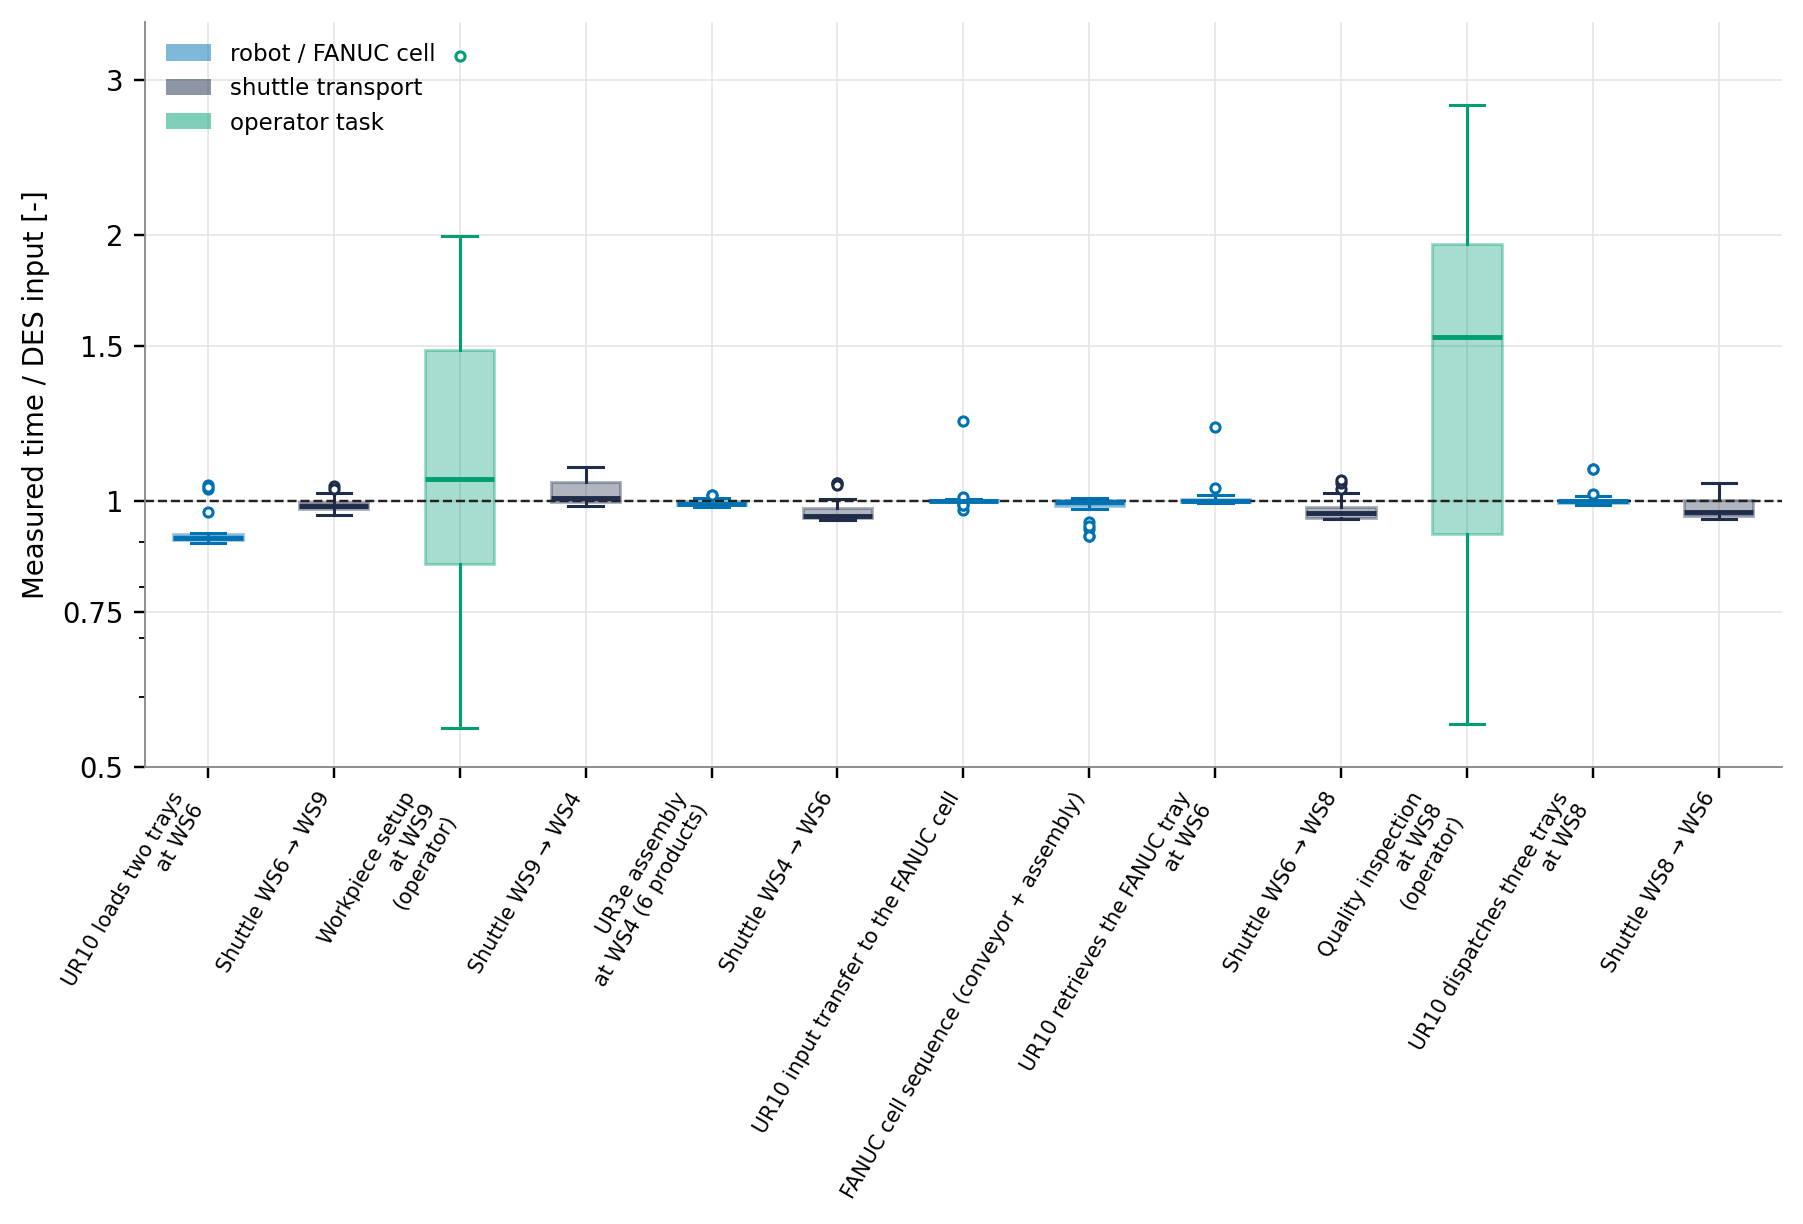 robot / FANUC cell
shuttle transport
operator task
Measured time / DES input [-]
3
2
1.5
1
0.75
0.5
UR10 loads two trays
at WS6
Shuttle WS6 → WS9
Workpiece setup
at WS9
(operator)
Shuttle WS9 → WS4
UR3e assembly
at WS4 (6 products)
Shuttle WS4 → WS6
UR10 input transfer to the FANUC cell
FANUC cell sequence (conveyor + assembly)
UR10 retrieves the FANUC tray
at WS6
Shuttle WS6 → WS8
Quality inspection
at WS8
(operator)
UR10 dispatches three trays
at WS8
Shuttle WS8 → WS6